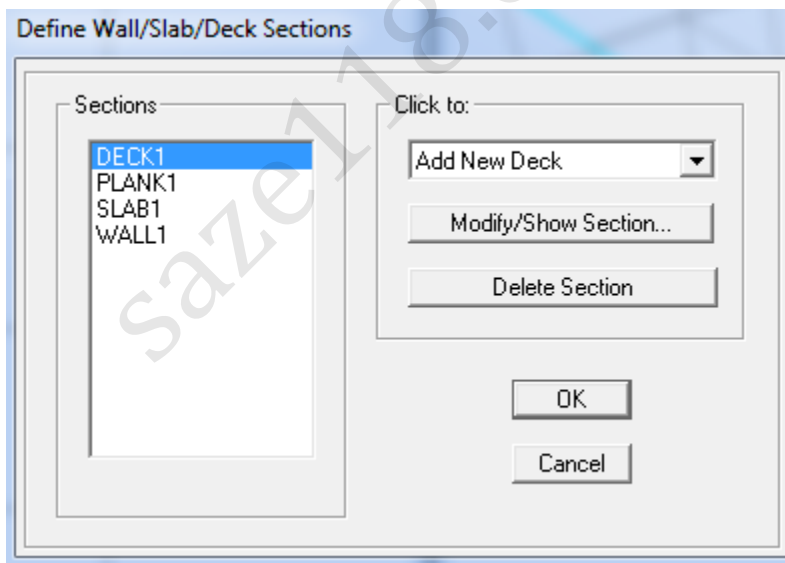 Define Wall/Slab/Deck Sections
Sections
DECK1
PLANK1
SLAB1
WALL1
Click to:
Add New Deck
Modify/Show Section...
Delete Section
OK
Cancel